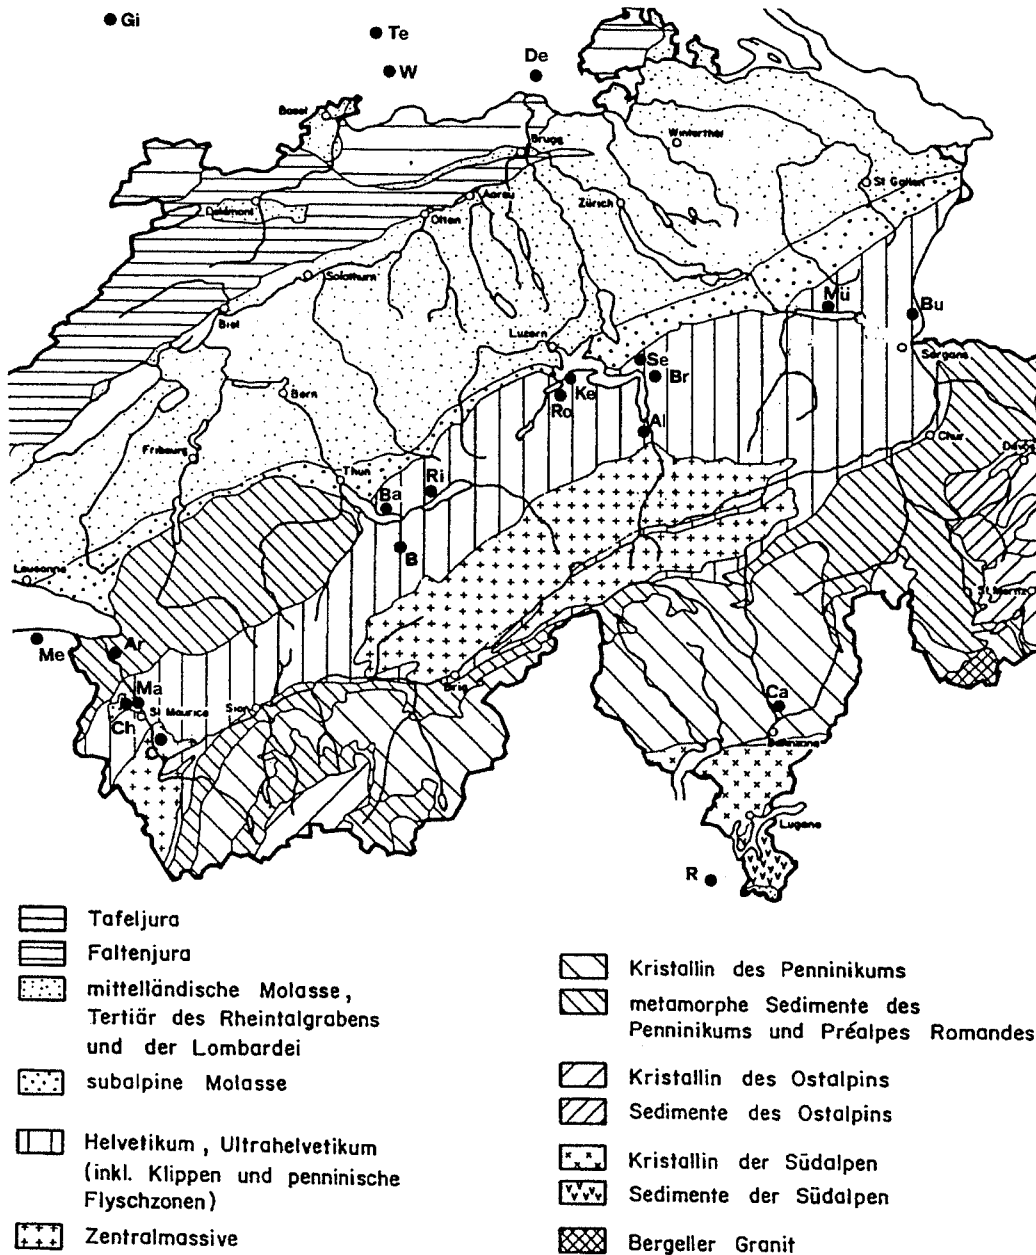 Gi
Te
W
De
Basel
Winterthur
Brugg
St Gallen
Aarau
Zürich
Delémont
Olten
Solothurn
Mü
Bu
Biel
Luzern
Se
Sargans
Br
Ke
Bern
Ro
Al
Chur
Fribourg
Davos
Thun
Ri
Ba
B
Lausanne
St Moritz
Me
Ar
Brig
Ma
Ca
St Maurice
Sion
Ch
Bellinzona
Lugano
R
Tafeljura
Faltenjura
mittelländische Molasse,
Tertiär des Rheintalgrabens
und der Lombardei
subalpine Molasse
Helvetikum, Ultrahelvetikum
(inkl. Klippen und penninische
Flyschzonen)
Zentralmassive
Kristallin des Penninikums
metamorphe Sedimente des
Penninikums und Préalpes Romandes
Kristallin des Ostalpins
Sedimente des Ostalpins
Kristallin der Südalpen
Sedimente der Südalpen
Bergeller Granit